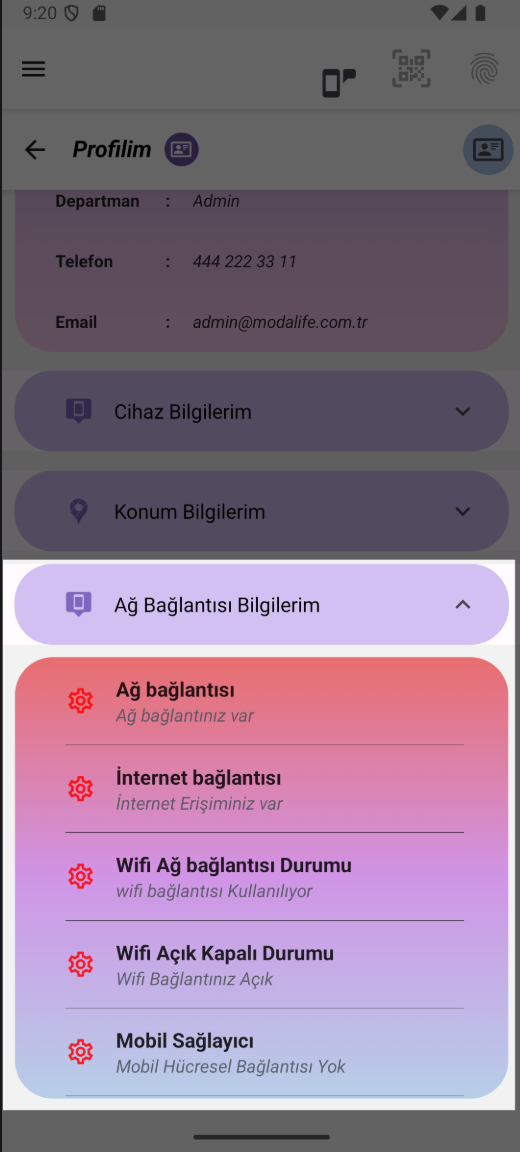 9:20
Profilim
Departman : Admin
Telefon : 444 222 33 11
Email : admin@modalife.com.tr
Cihaz Bilgilerim
Konum Bilgilerim
Ağ Bağlantısı Bilgilerim
Ağ bağlantısı
Ağ bağlantınız var
İnternet bağlantısı
İnternet Erişiminiz var
Wifi Ağ bağlantısı Durumu
wifi bağlantısı Kullanılıyor
Wifi Açık Kapalı Durumu
Wifi Bağlantınız Açık
Mobil Sağlayıcı
Mobil Hücresel Bağlantısı Yok